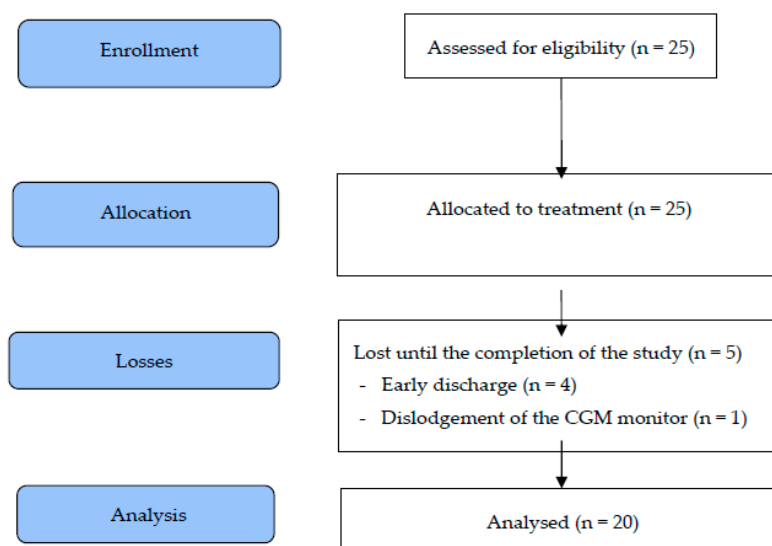 Enrollment
Assessed for eligibility (n = 25)
Allocation
Allocated to treatment (n = 25)
Losses
Lost until the completion of the study (n = 5)
- Early discharge (n = 4)
- Dislodgement of the CGM monitor (n = 1)
Analysis
Analysed (n = 20)